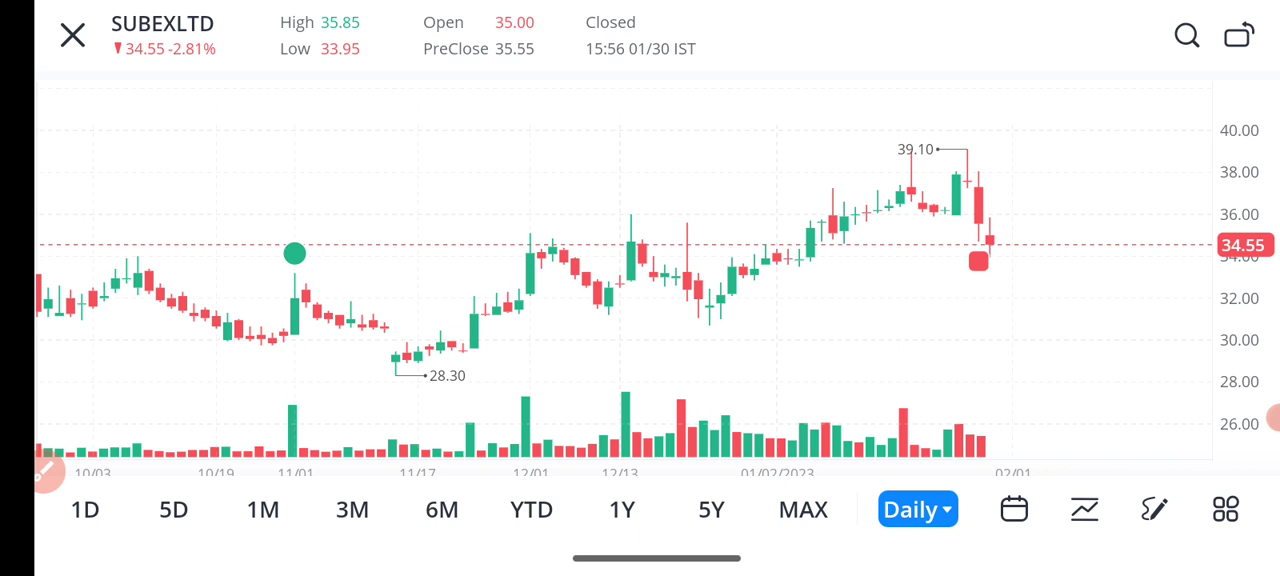 SUBEXLTD High 35.85 Open 35.00 Closed
34.55 -2.81% Low 33.95 PreClose 35.55 15:56 01/30 IST
40.00
39.10
38.00
36.00
34.55
34.00
32.00
30.00
28.30
28.00
26.00
10/03 10/19 11/01 11/17 12/01 12/13 01/02/2023 02/01
1D 5D 1M 3M 6M YTD 1Y 5Y MAX Daily